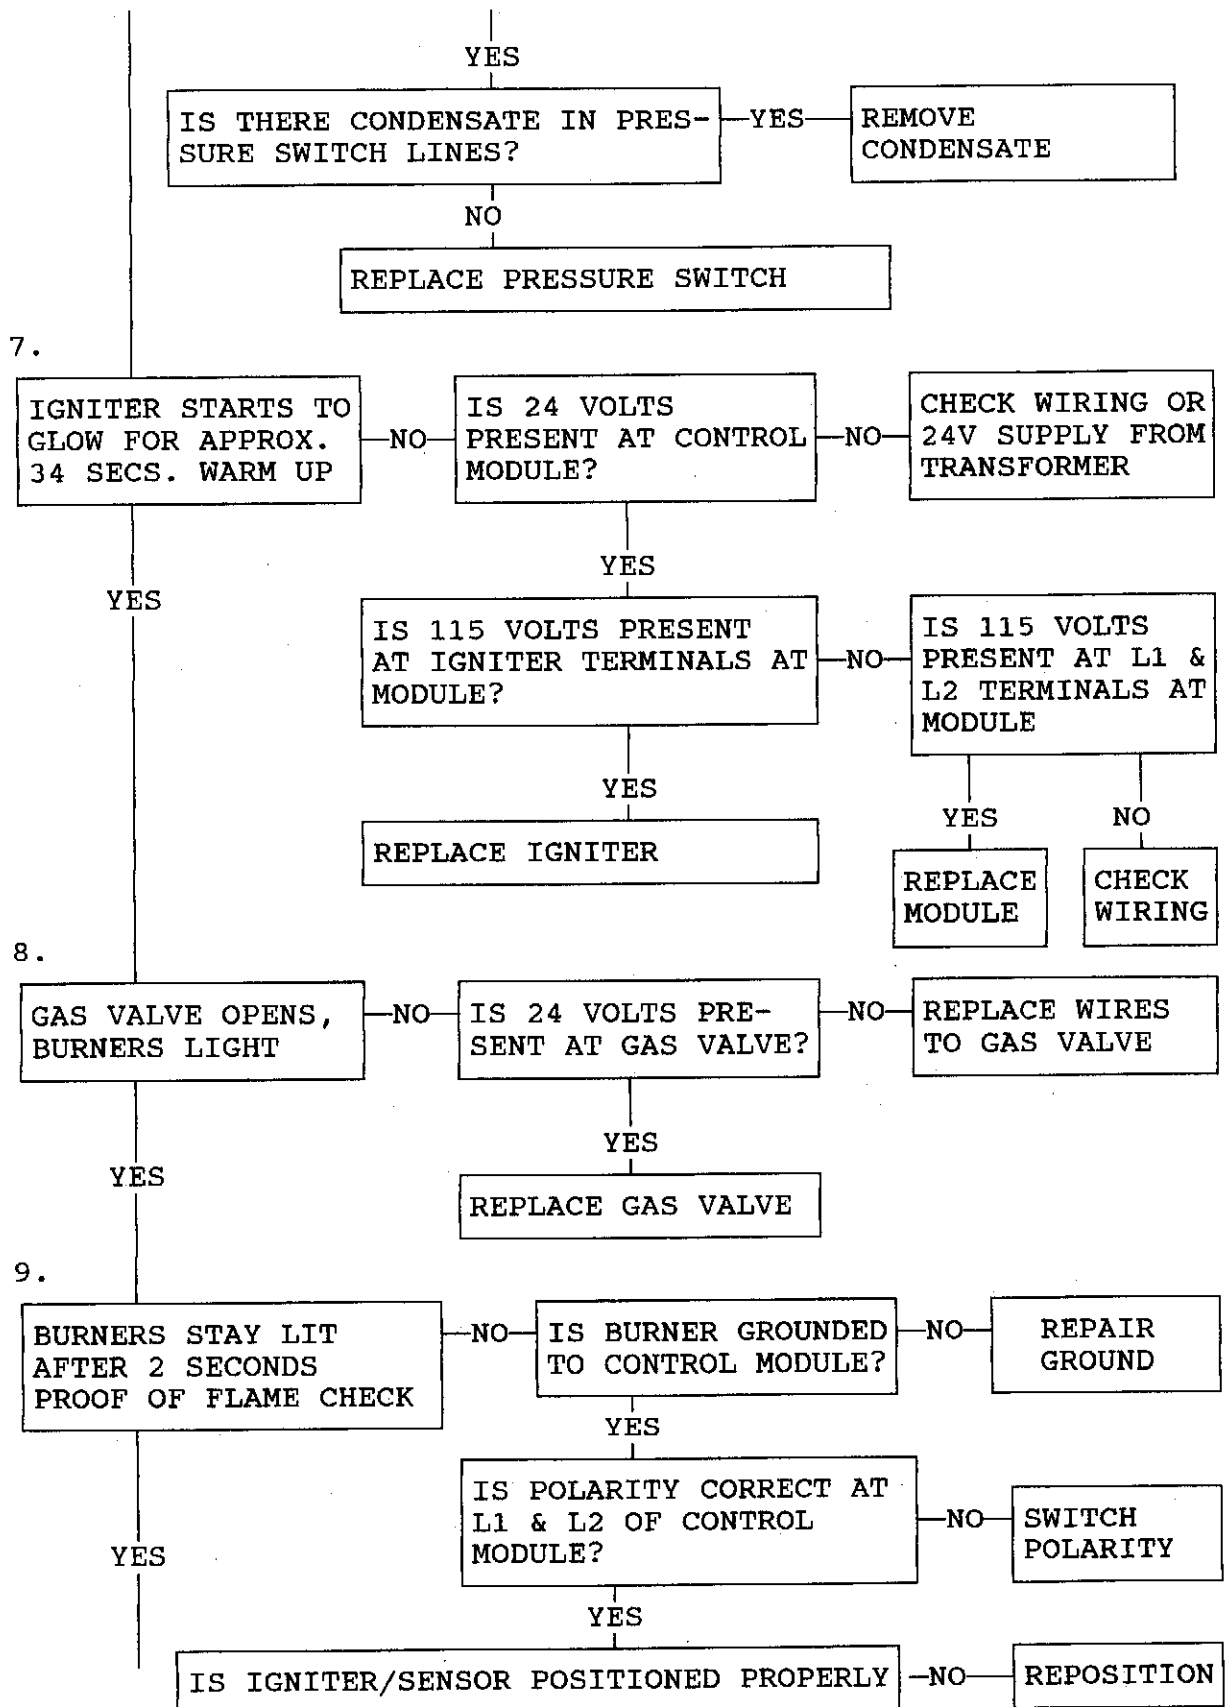 YES
IS THERE CONDENSATE IN PRES-
SURE SWITCH LINES?
YES
REMOVE
CONDENSATE
NO
REPLACE PRESSURE SWITCH
7.
IGNITER STARTS TO
GLOW FOR APPROX.
34 SECS. WARM UP
NO
IS 24 VOLTS
PRESENT AT CONTROL
MODULE?
NO
CHECK WIRING OR
24V SUPPLY FROM
TRANSFORMER
YES
YES
IS 115 VOLTS PRESENT
AT IGNITER TERMINALS AT
MODULE?
NO
IS 115 VOLTS
PRESENT AT L1 &
L2 TERMINALS AT
MODULE
YES
REPLACE IGNITER
YES
NO
REPLACE
MODULE
CHECK
WIRING
8.
GAS VALVE OPENS,
BURNERS LIGHT
NO
IS 24 VOLTS PRE-
SENT AT GAS VALVE?
NO
REPLACE WIRES
TO GAS VALVE
YES
YES
REPLACE GAS VALVE
9.
BURNERS STAY LIT
AFTER 2 SECONDS
PROOF OF FLAME CHECK
NO
IS BURNER GROUNDED
TO CONTROL MODULE?
NO
REPAIR
GROUND
YES
IS POLARITY CORRECT AT
L1 & L2 OF CONTROL
MODULE?
NO
SWITCH
POLARITY
YES
YES
IS IGNITER/SENSOR POSITIONED PROPERLY
NO
REPOSITION